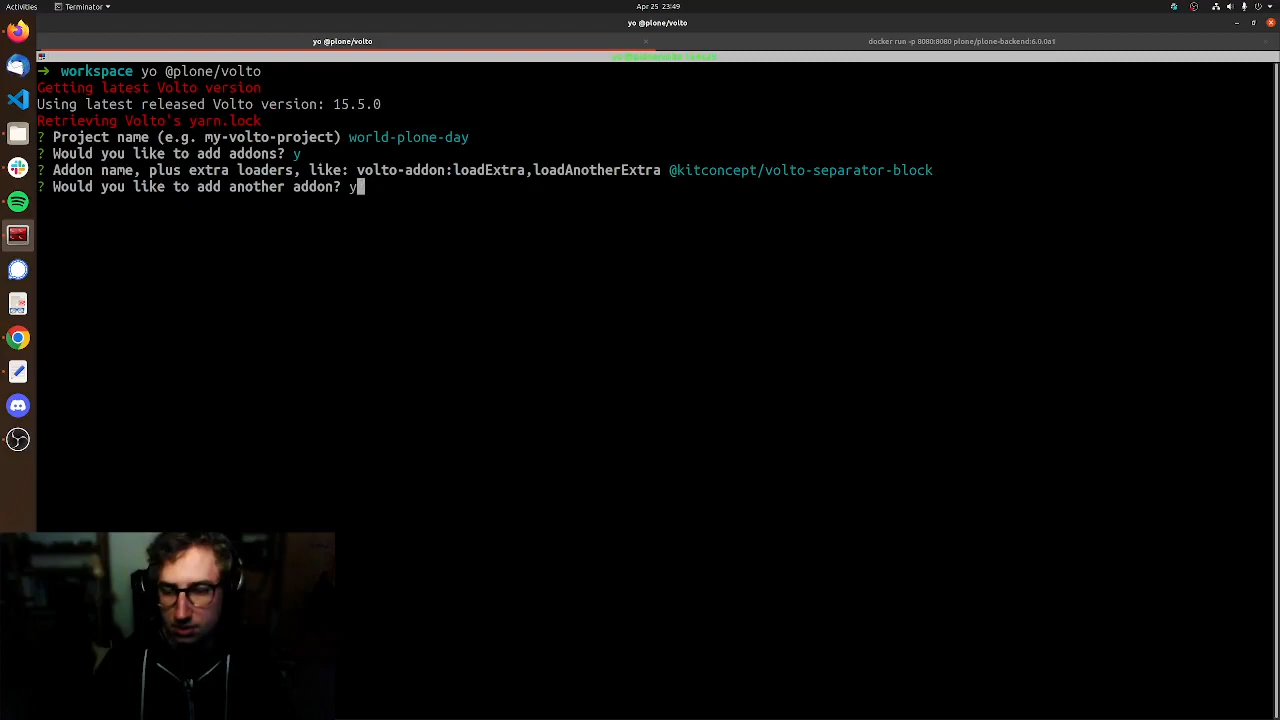 Activities
Terminator
Apr 25 23:49
yo @plone/volto
yo @plone/volto
docker run -p 8080:8080 plone/plone-backend:6.0.0a1
→ workspace yo @plone/volto
Getting latest Volto version
Using latest released Volto version: 15.5.0
Retrieving Volto's yarn.lock
? Project name (e.g. my-volto-project) world-plone-day
? Would you like to add addons? y
? Addon name, plus extra loaders, like: volto-addon:loadExtra,loadAnotherExtra @kitconcept/volto-separator-block
? Would you like to add another addon? y